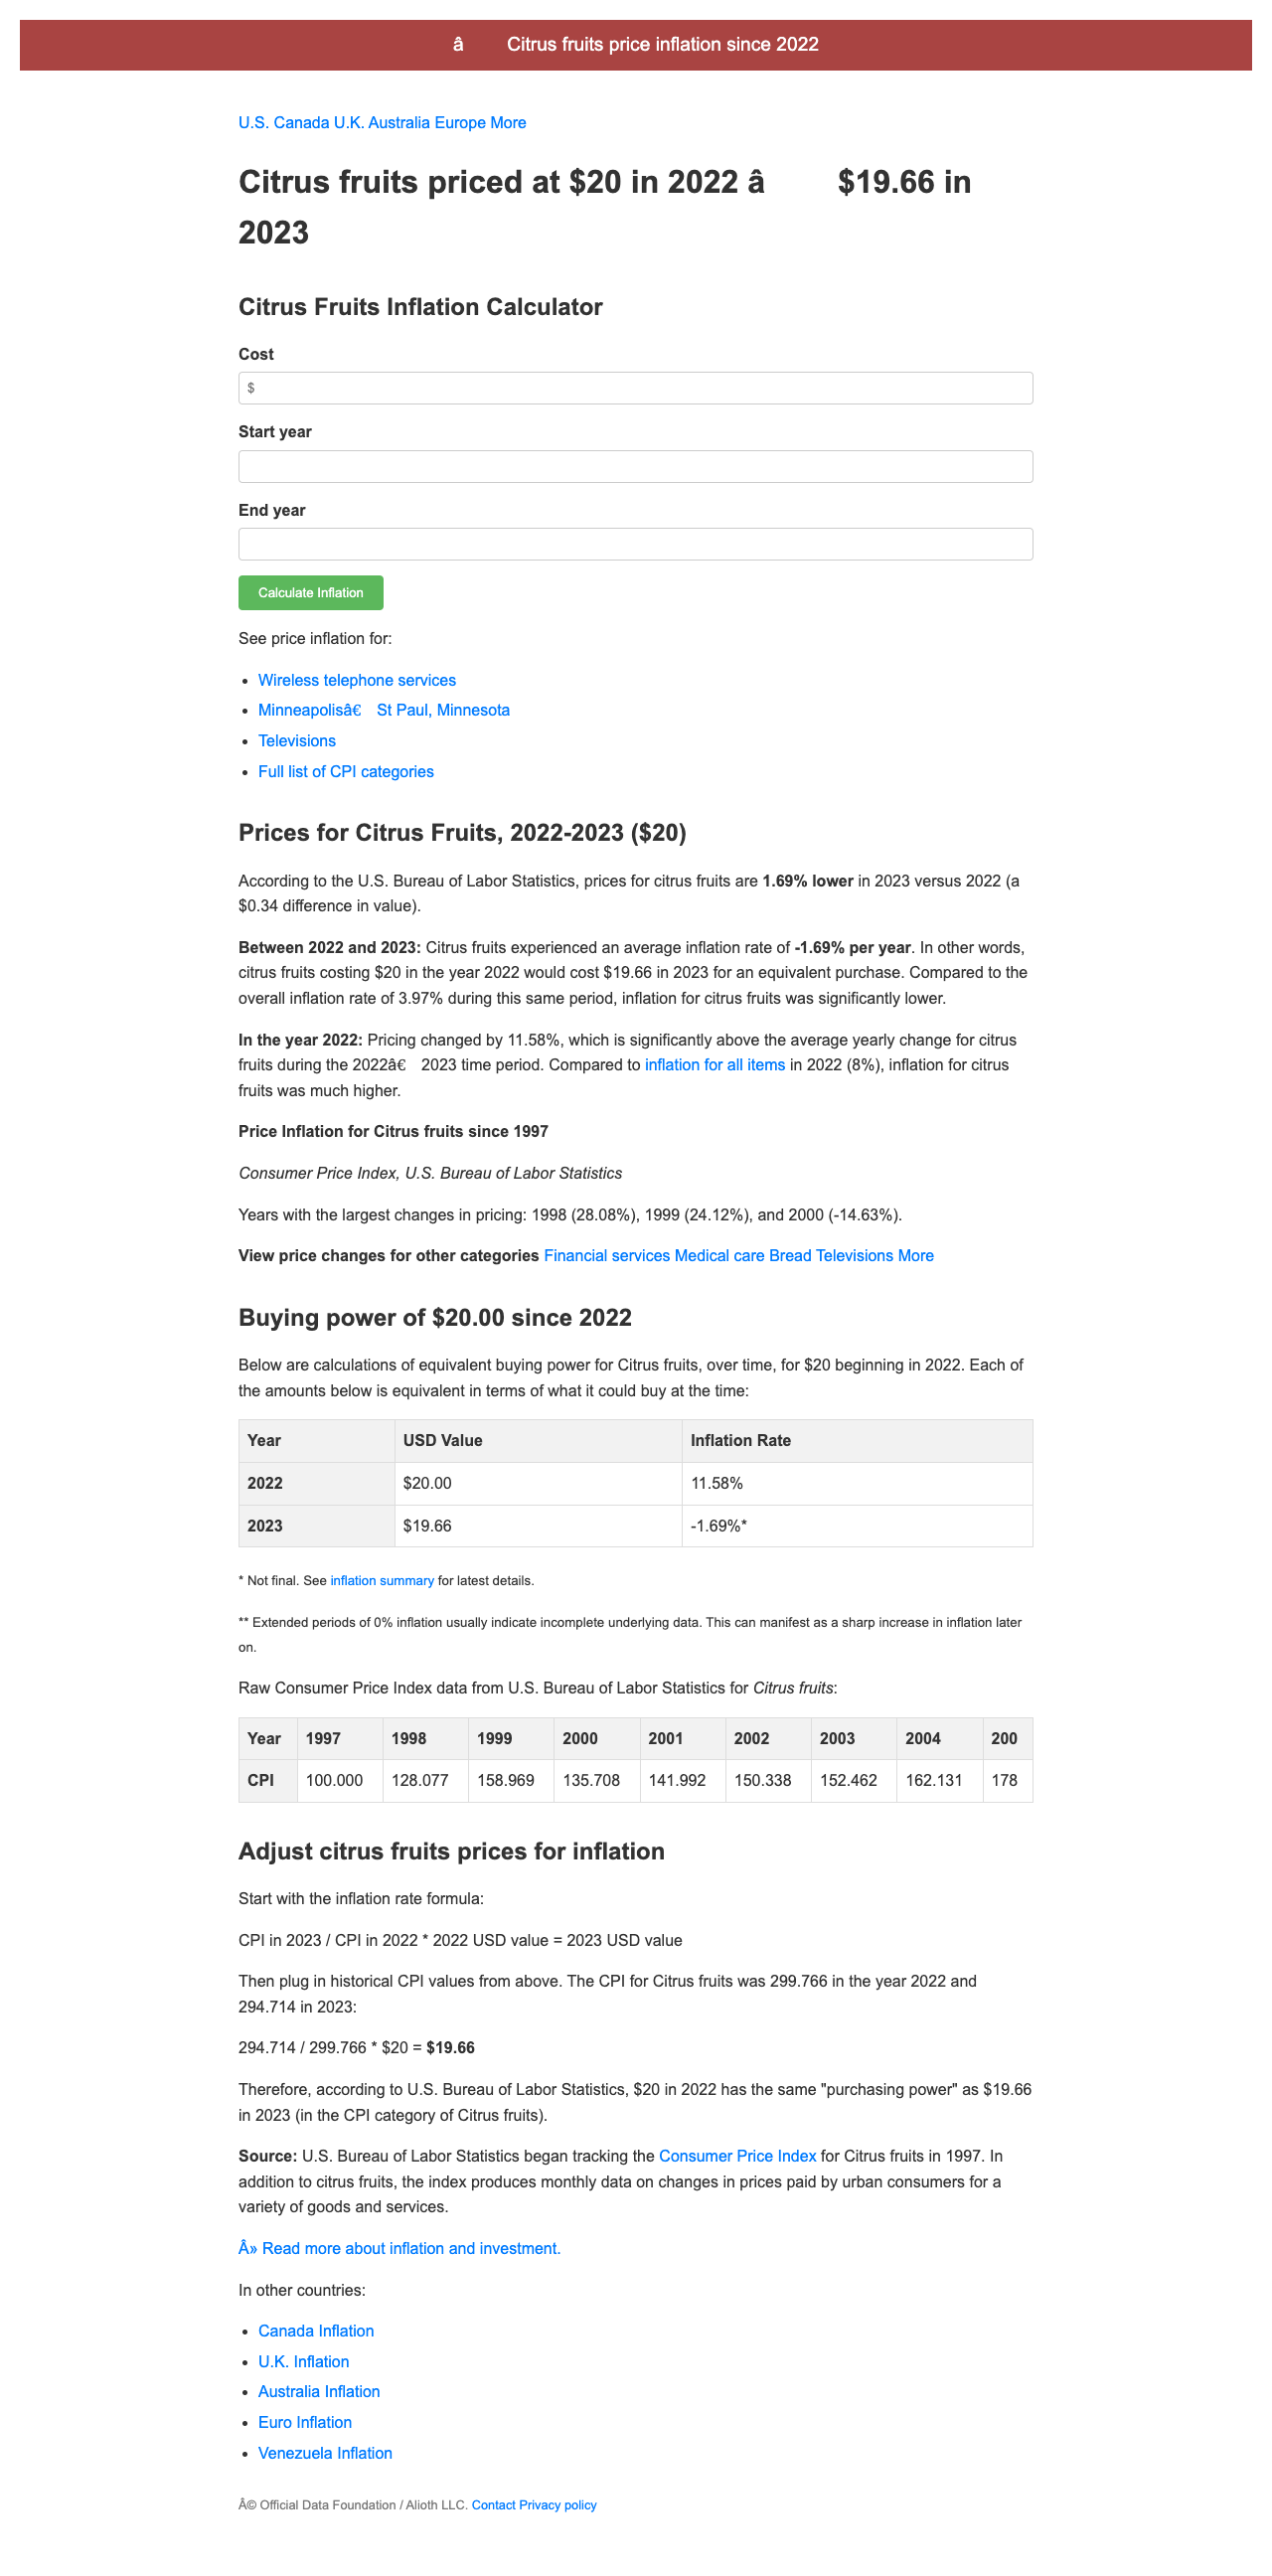 â Citrus fruits price inflation since 2022
U.S. Canada U.K. Australia Europe More
Citrus fruits priced at $20 in 2022 â $19.66 in
2023
Citrus Fruits Inflation Calculator
Cost
$
Start year
End year
Calculate Inflation
See price inflation for:
• Wireless telephone services
• Minneapolisâ€ St Paul, Minnesota
• Televisions
• Full list of CPI categories
Prices for Citrus Fruits, 2022-2023 ($20)
According to the U.S. Bureau of Labor Statistics, prices for citrus fruits are 1.69% lower in 2023 versus 2022 (a
$0.34 difference in value).
Between 2022 and 2023: Citrus fruits experienced an average inflation rate of -1.69% per year. In other words,
citrus fruits costing $20 in the year 2022 would cost $19.66 in 2023 for an equivalent purchase. Compared to the
overall inflation rate of 3.97% during this same period, inflation for citrus fruits was significantly lower.
In the year 2022: Pricing changed by 11.58%, which is significantly above the average yearly change for citrus
fruits during the 2022â€ 2023 time period. Compared to inflation for all items in 2022 (8%), inflation for citrus
fruits was much higher.
Price Inflation for Citrus fruits since 1997
Consumer Price Index, U.S. Bureau of Labor Statistics
Years with the largest changes in pricing: 1998 (28.08%), 1999 (24.12%), and 2000 (-14.63%).
View price changes for other categories Financial services Medical care Bread Televisions More
Buying power of $20.00 since 2022
Below are calculations of equivalent buying power for Citrus fruits, over time, for $20 beginning in 2022. Each of
the amounts below is equivalent in terms of what it could buy at the time:
Year USD Value Inflation Rate
2022 $20.00 11.58%
2023 $19.66 -1.69%*
* Not final. See inflation summary for latest details.
** Extended periods of 0% inflation usually indicate incomplete underlying data. This can manifest as a sharp increase in inflation later
on.
Raw Consumer Price Index data from U.S. Bureau of Labor Statistics for Citrus fruits:
Year 1997 1998 1999 2000 2001 2002 2003 2004 200
CPI 100.000 128.077 158.969 135.708 141.992 150.338 152.462 162.131 178
Adjust citrus fruits prices for inflation
Start with the inflation rate formula:
CPI in 2023 / CPI in 2022 * 2022 USD value = 2023 USD value
Then plug in historical CPI values from above. The CPI for Citrus fruits was 299.766 in the year 2022 and
294.714 in 2023:
294.714 / 299.766 * $20 = $19.66
Therefore, according to U.S. Bureau of Labor Statistics, $20 in 2022 has the same "purchasing power" as $19.66
in 2023 (in the CPI category of Citrus fruits).
Source: U.S. Bureau of Labor Statistics began tracking the Consumer Price Index for Citrus fruits in 1997. In
addition to citrus fruits, the index produces monthly data on changes in prices paid by urban consumers for a
variety of goods and services.
Â» Read more about inflation and investment.
In other countries:
• Canada Inflation
• U.K. Inflation
• Australia Inflation
• Euro Inflation
• Venezuela Inflation
Â© Official Data Foundation / Alioth LLC. Contact Privacy policy